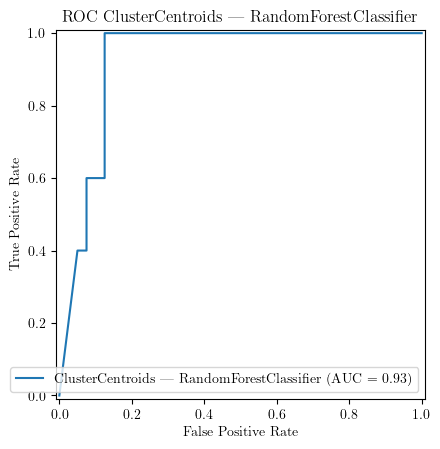 ROC ClusterCentroids — RandomForestClassifier
1.0
0.8
0.6
0.4
0.2
0.0
True Positive Rate
ClusterCentroids — RandomForestClassifier (AUC = 0.93)
0.0 0.2 0.4 0.6 0.8 1.0
False Positive Rate